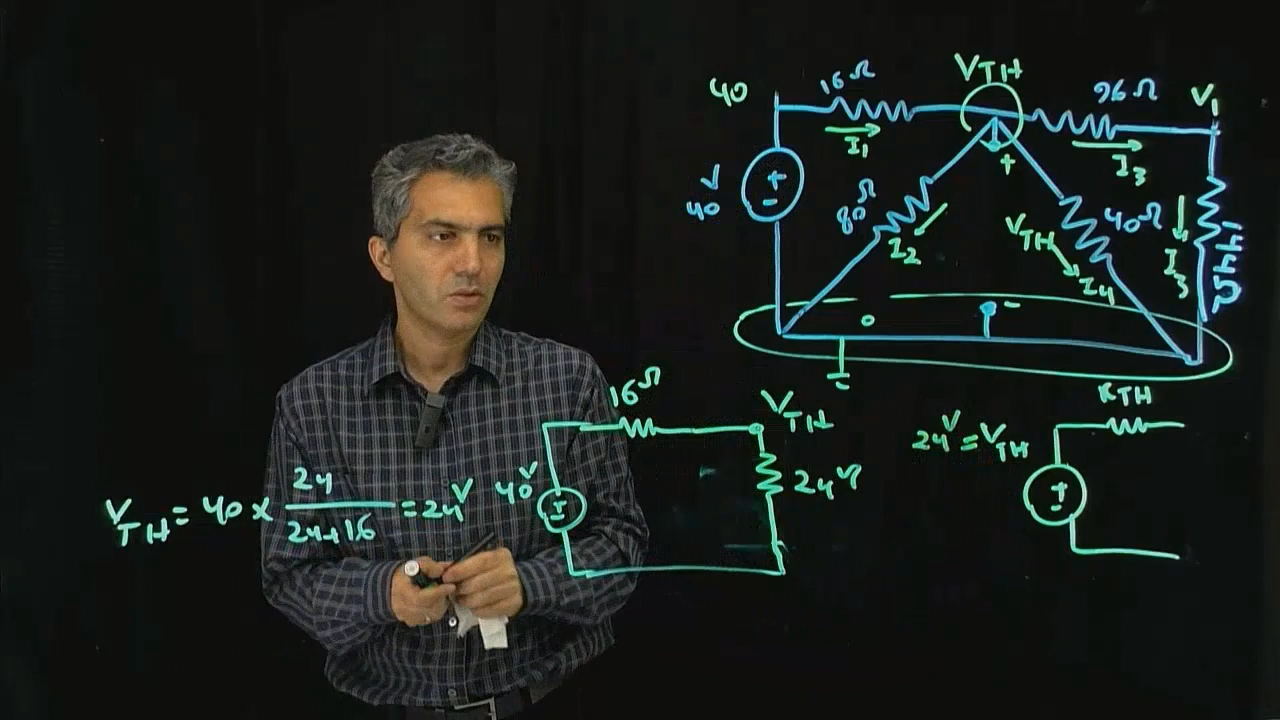 40
16Ω
VTH
96Ω
V1
I1
+
I3
+
-
40V
80Ω
I2
VTH
40Ω
I4
I3
0
-
16Ω
VTH
24V = VTH
RTH
VTH = 40 × 24 / 24+16 = 24V
40V
+
-
24Ω
+
-